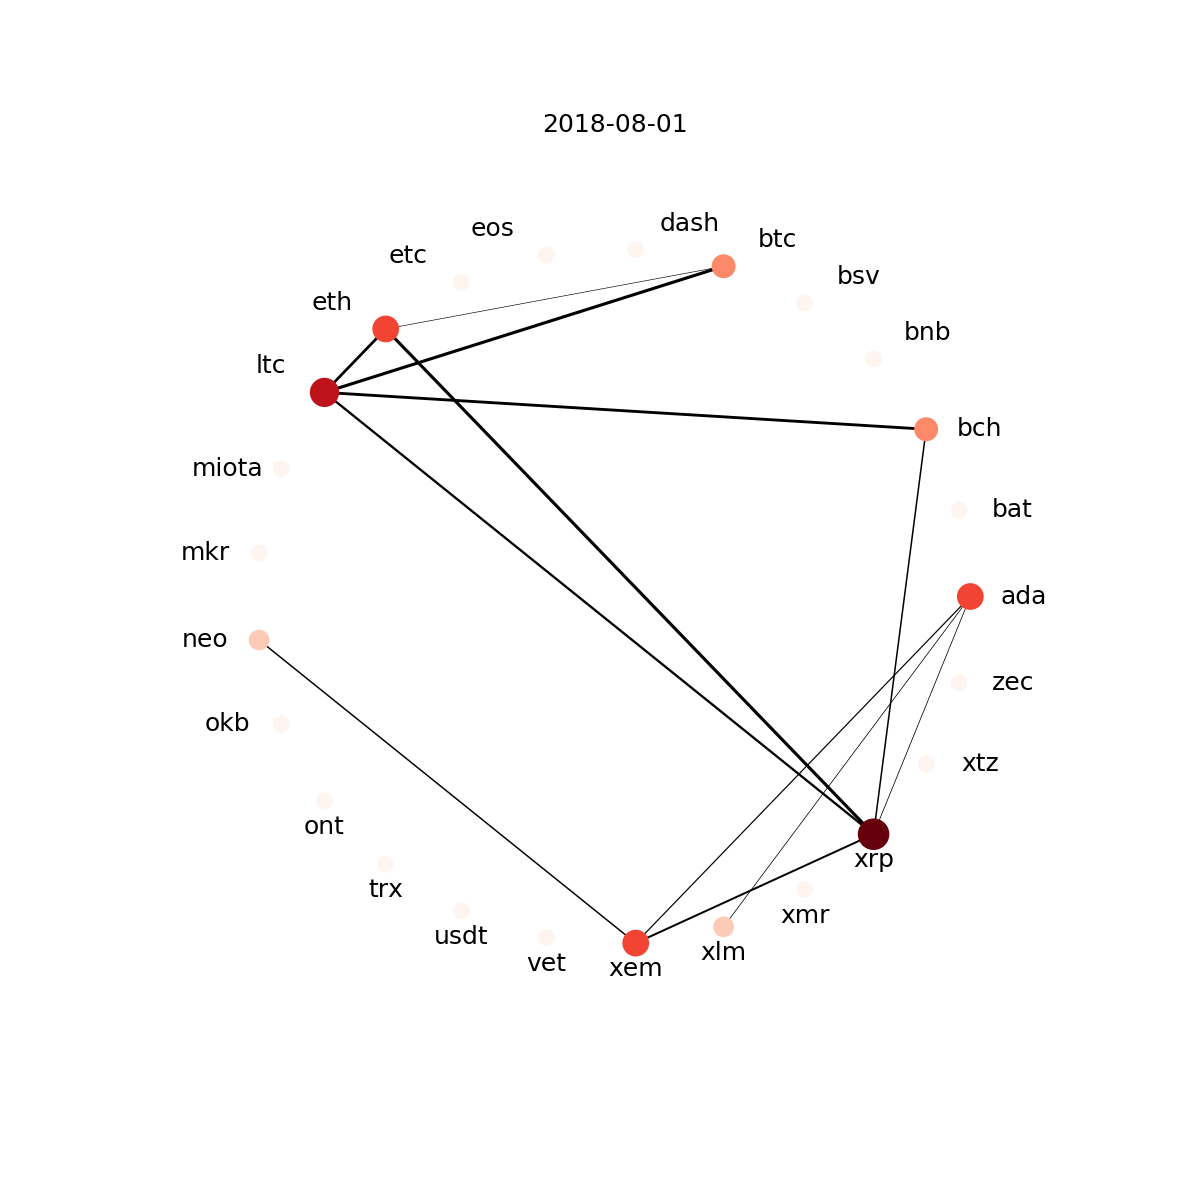 2018-08-01
dash
eos
btc
etc
bsv
eth
bnb
ltc
bch
miota
bat
mkr
ada
neo
zec
okb
xtz
ont
xrp
trx
xmr
usdt
xlm
vet
xem